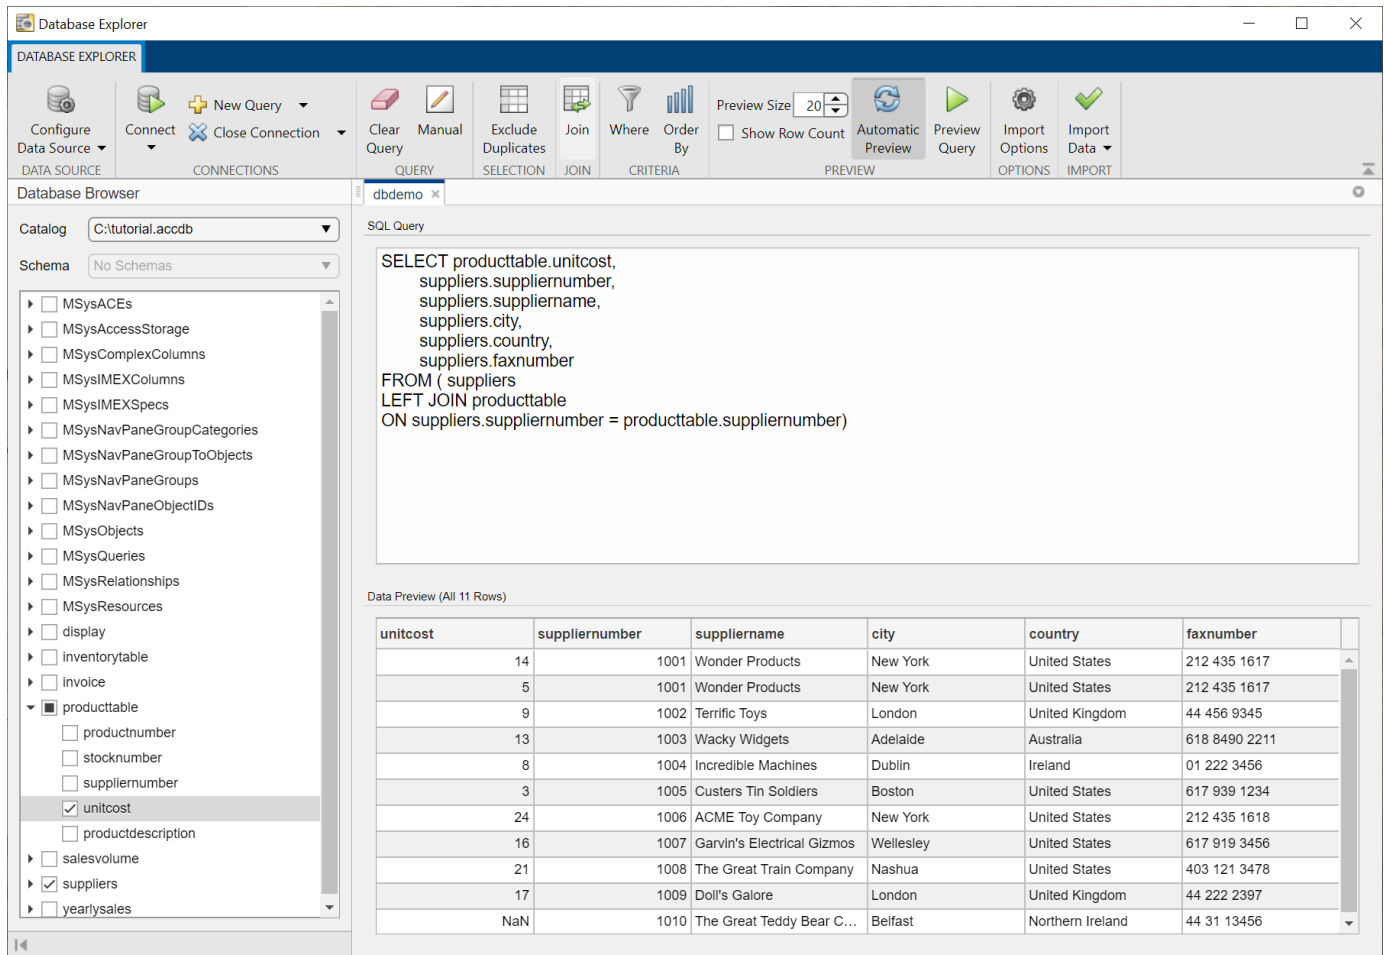 Database Explorer
DATABASE EXPLORER
Configure Data Source
Connect
New Query
Close Connection
Clear Query
Manual
Exclude Duplicates
Join
Where
Order By
Preview Size 20
Show Row Count
Automatic Preview
Preview Query
Import Options
Import Data
DATA SOURCE
CONNECTIONS
QUERY
SELECTION
JOIN
CRITERIA
PREVIEW
OPTIONS
IMPORT
Database Browser
Catalog C:\tutorial.accdb
Schema No Schemas
MSysACEs
MSysAccessStorage
MSysComplexColumns
MSysIMEXColumns
MSysIMEXSpecs
MSysNavPaneGroupCategories
MSysNavPaneGroupToObjects
MSysNavPaneGroups
MSysNavPaneObjectIDs
MSysObjects
MSysQueries
MSysRelationships
MSysResources
display
inventorytable
invoice
producttable
productnumber
stocknumber
suppliernumber
unitcost
productdescription
salesvolume
suppliers
yearlysales
dbdemo
SQL Query
SELECT producttable.unitcost,
suppliers.suppliernumber,
suppliers.suppliername,
suppliers.city,
suppliers.country,
suppliers.faxnumber
FROM ( suppliers
LEFT JOIN producttable
ON suppliers.suppliernumber = producttable.suppliernumber)
Data Preview (All 11 Rows)
unitcost suppliernumber suppliername city country faxnumber
14 1001 Wonder Products New York United States 212 435 1617
5 1001 Wonder Products New York United States 212 435 1617
9 1002 Terrific Toys London United Kingdom 44 456 9345
13 1003 Wacky Widgets Adelaide Australia 618 8490 2211
8 1004 Incredible Machines Dublin Ireland 01 222 3456
3 1005 Custers Tin Soldiers Boston United States 617 939 1234
24 1006 ACME Toy Company New York United States 212 435 1618
16 1007 Garvin's Electrical Gizmos Wellesley United States 617 919 3456
21 1008 The Great Train Company Nashua United States 403 121 3478
17 1009 Doll's Galore London United Kingdom 44 222 2397
NaN 1010 The Great Teddy Bear C... Belfast Northern Ireland 44 31 13456